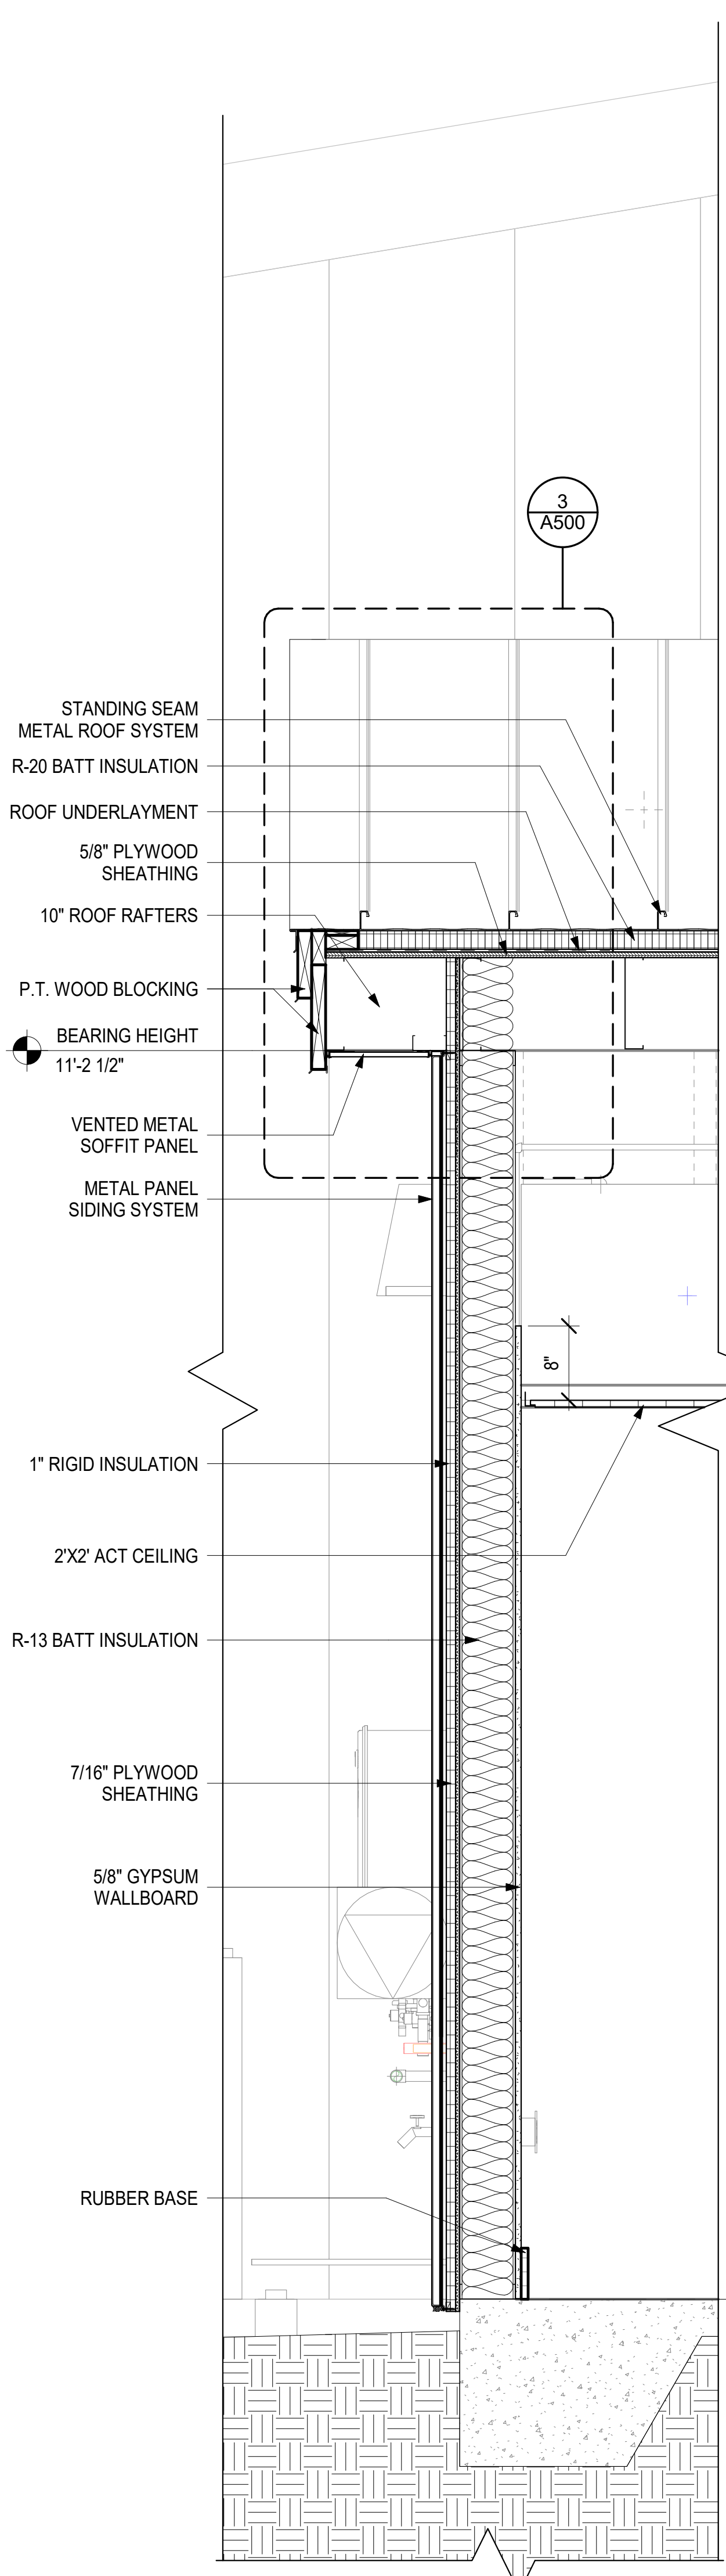 3
A500
STANDING SEAM
METAL ROOF SYSTEM
R-20 BATT INSULATION
ROOF UNDERLAYMENT
5/8" PLYWOOD
SHEATHING
10" ROOF RAFTERS
P.T. WOOD BLOCKING
BEARING HEIGHT
11'-2 1/2"
VENTED METAL
SOFFIT PANEL
METAL PANEL
SIDING SYSTEM
8"
1" RIGID INSULATION
2'X2' ACT CEILING
R-13 BATT INSULATION
7/16" PLYWOOD
SHEATHING
5/8" GYPSUM
WALLBOARD
RUBBER BASE